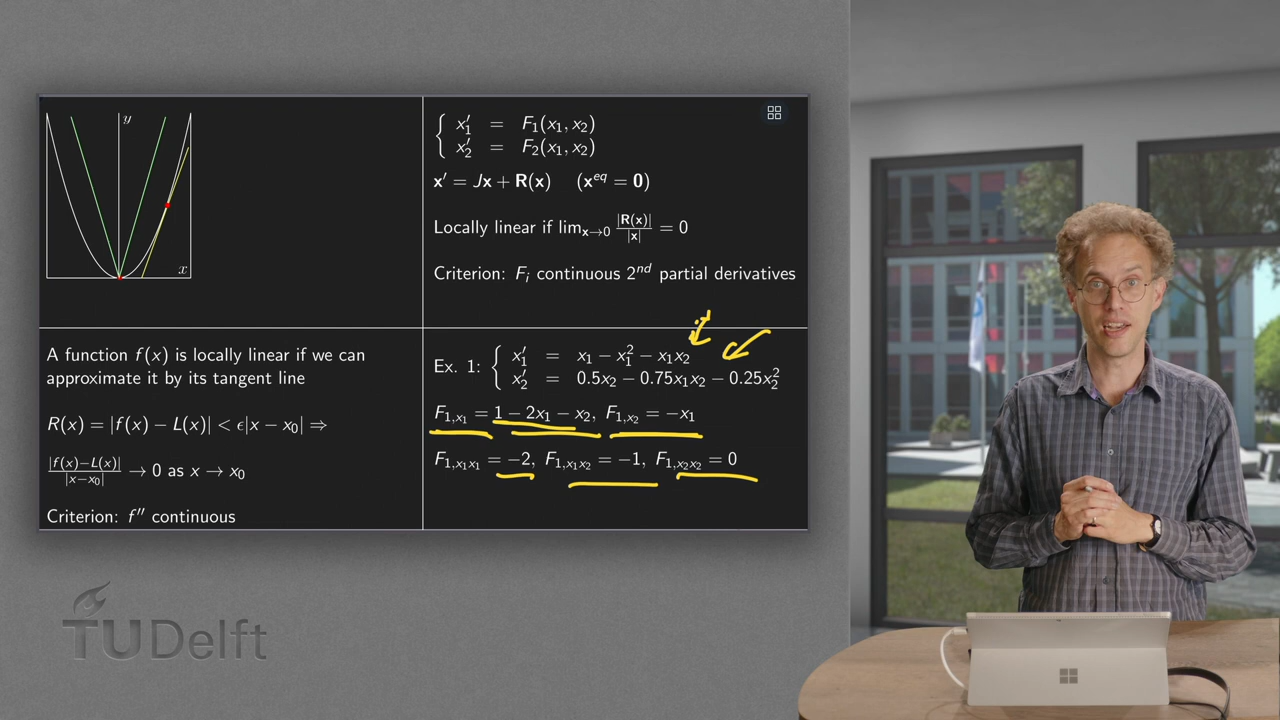 y
x
A function f(x) is locally linear if we can
approximate it by its tangent line
R(x) = |f(x) − L(x)| < ϵ|x − x₀| ⇒
|f(x)−L(x)|/|x−x₀| → 0 as x → x₀
Criterion: f″ continuous
{ x₁′ = F₁(x₁, x₂)
x₂′ = F₂(x₁, x₂)
x′ = Jx + R(x) (x^eq = 0)
Locally linear if lim_{x→0} |R(x)|/|x| = 0
Criterion: Fᵢ continuous 2ⁿᵈ partial derivatives
Ex. 1: { x₁′ = x₁ − x₁² − x₁x₂
x₂′ = 0.5x₂ − 0.75x₁x₂ − 0.25x₂²
F_{1,x₁} = 1 − 2x₁ − x₂, F_{1,x₂} = −x₁
F_{1,x₁x₁} = −2, F_{1,x₁x₂} = −1, F_{1,x₂x₂} = 0
TUDelft